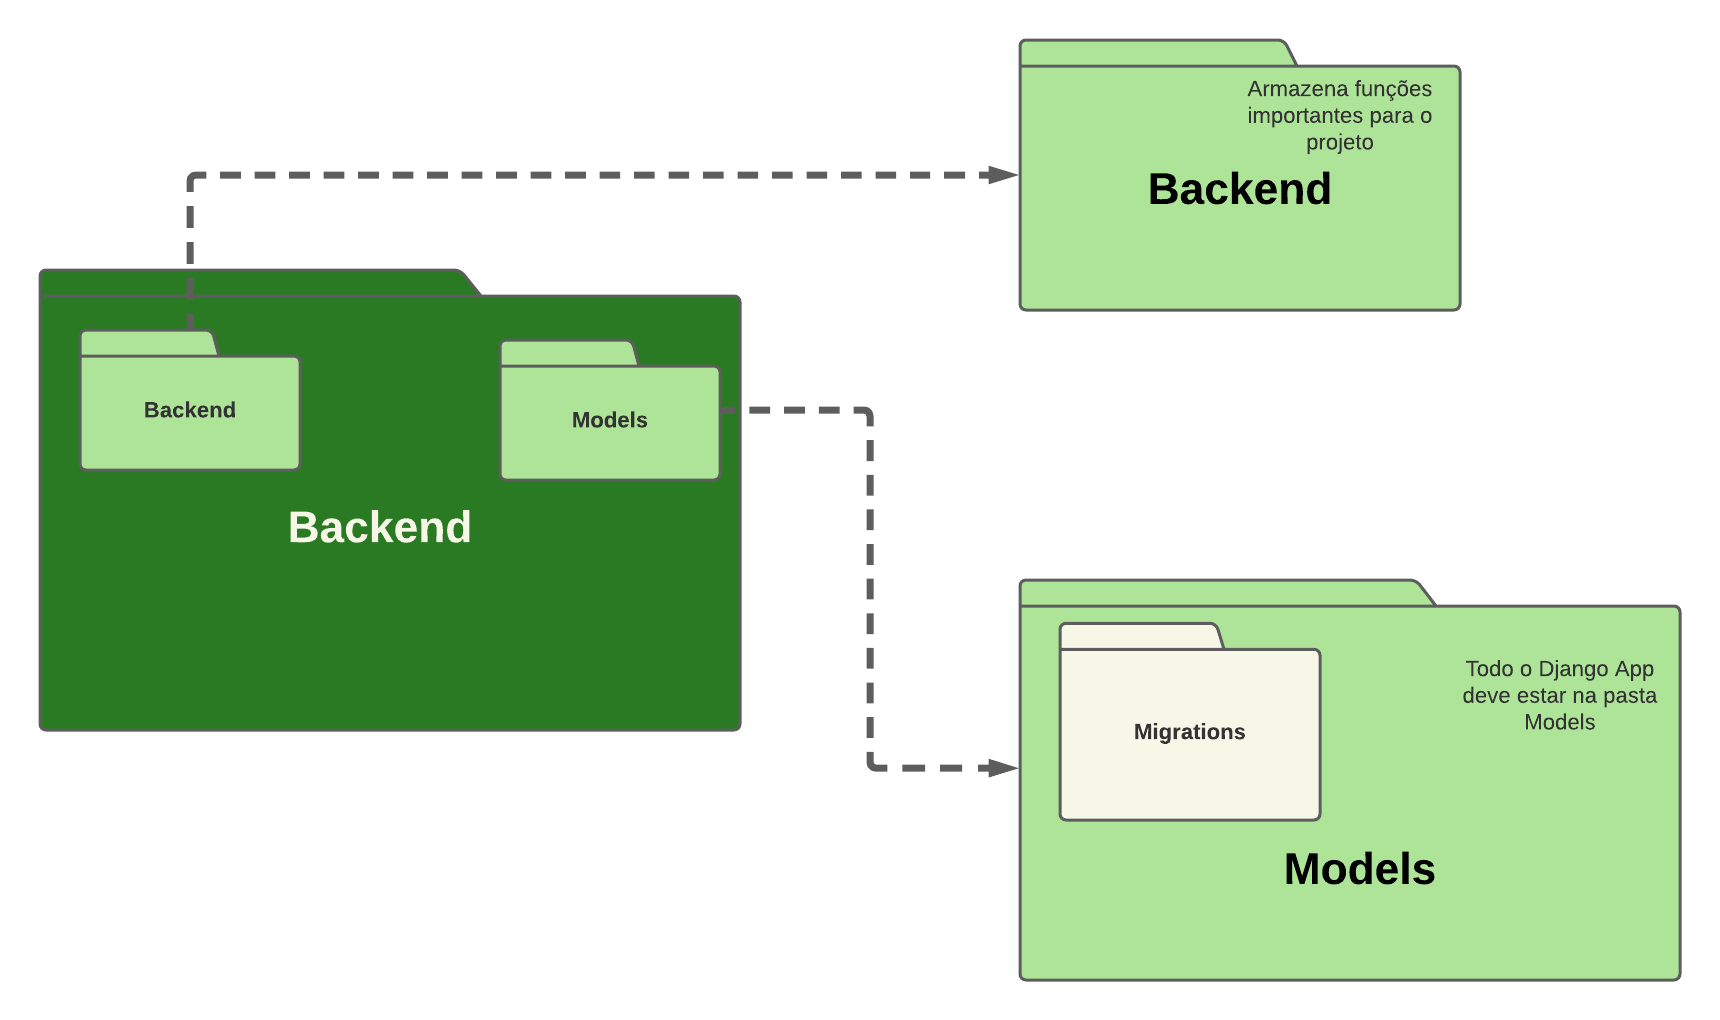 Armazena funções
importantes para o
projeto
Backend
Backend
Models
Backend
Todo o Django App
deve estar na pasta
Models
Migrations
Models